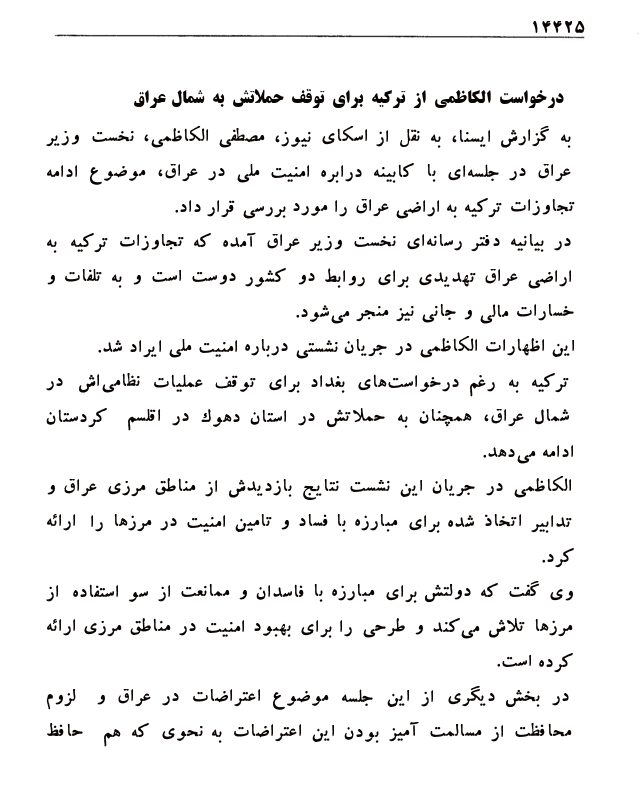 ۱۴۴۲۵
درخواست الکاظمی از ترکیه برای توقف حملاتش به شمال عراق
به گزارش ایسنا، به نقل از اسکای نیوز، مصطفی الکاظمی، نخست وزیر
عراق در جلسه‌ای با کابینه درابره امنیت ملی در عراق، موضوع ادامه
تجاوزات ترکیه به اراضی عراق را مورد بررسی قرار داد.
در بیانیه دفتر رسانه‌ای نخست وزیر عراق آمده که تجاوزات ترکیه به
اراضی عراق تهدیدی برای روابط دو کشور دوست است و به تلفات و
خسارات مالی و جانی نیز منجر می‌شود.
این اظهارات الکاظمی در جریان نشستی درباره امنیت ملی ایراد شد.
ترکیه به رغم درخواست‌های بغداد برای توقف عملیات نظامی‌اش در
شمال عراق، همچنان به حملاتش در استان دهوک در اقلسم کردستان
ادامه می‌دهد.
الکاظمی در جریان این نشست نتایج بازدیدش از مناطق مرزی عراق و
تدابیر اتخاذ شده برای مبارزه با فساد و تامین امنیت در مرزها را ارائه
کرد.
وی گفت که دولتش برای مبارزه با فاسدان و ممانعت از سو استفاده از
مرزها تلاش می‌کند و طرحی را برای بهبود امنیت در مناطق مرزی ارائه
کرده است.
در بخش دیگری از این جلسه موضوع اعتراضات در عراق و لزوم
محافظت از مسالمت آمیز بودن این اعتراضات به نحوی که هم حافظ